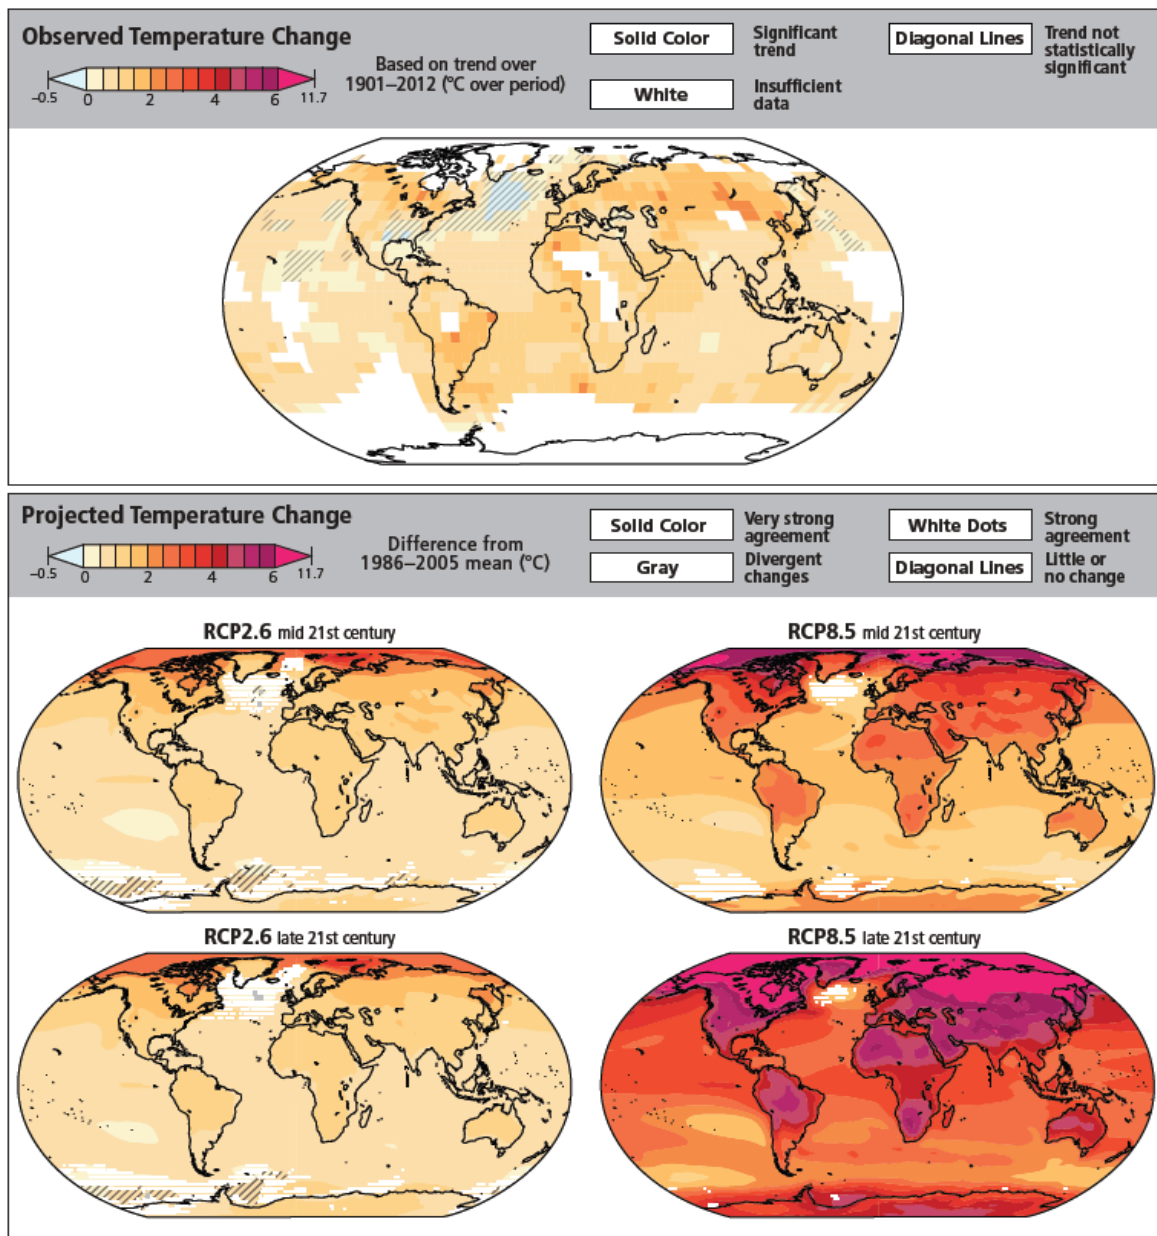 Observed Temperature Change
Based on trend over
1901–2012 (°C over period)
–0.5 0 2 4 6 11.7
Solid Color
Significant
trend
Diagonal Lines
Trend not
statistically
significant
White
Insufficient
data
Projected Temperature Change
Difference from
1986–2005 mean (°C)
–0.5 0 2 4 6 11.7
Solid Color
Very strong
agreement
White Dots
Strong
agreement
Gray
Divergent
changes
Diagonal Lines
Little or
no change
RCP2.6 mid 21st century
RCP8.5 mid 21st century
RCP2.6 late 21st century
RCP8.5 late 21st century